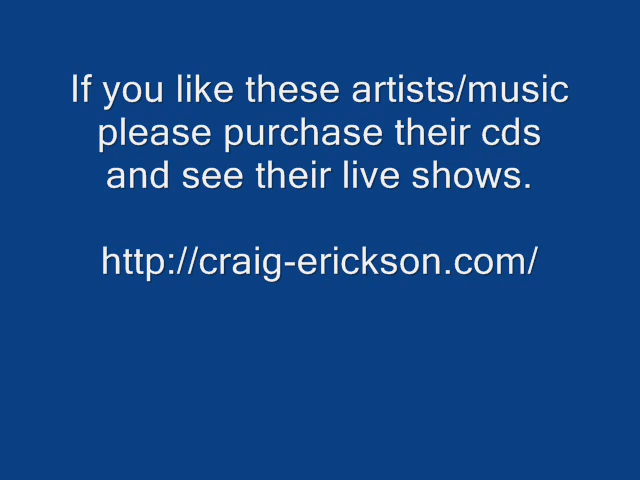 If you like these artists/music
please purchase their cds
and see their live shows.
http://craig-erickson.com/